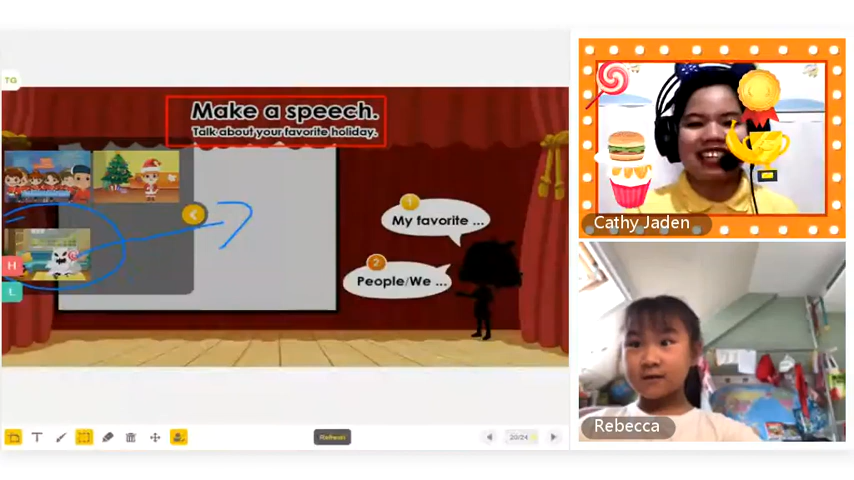 TG
Make a speech.
Talk about your favorite holiday.
1
My favorite ...
2
People/We ...
H
L
T
20/24
Cathy Jaden
Rebecca